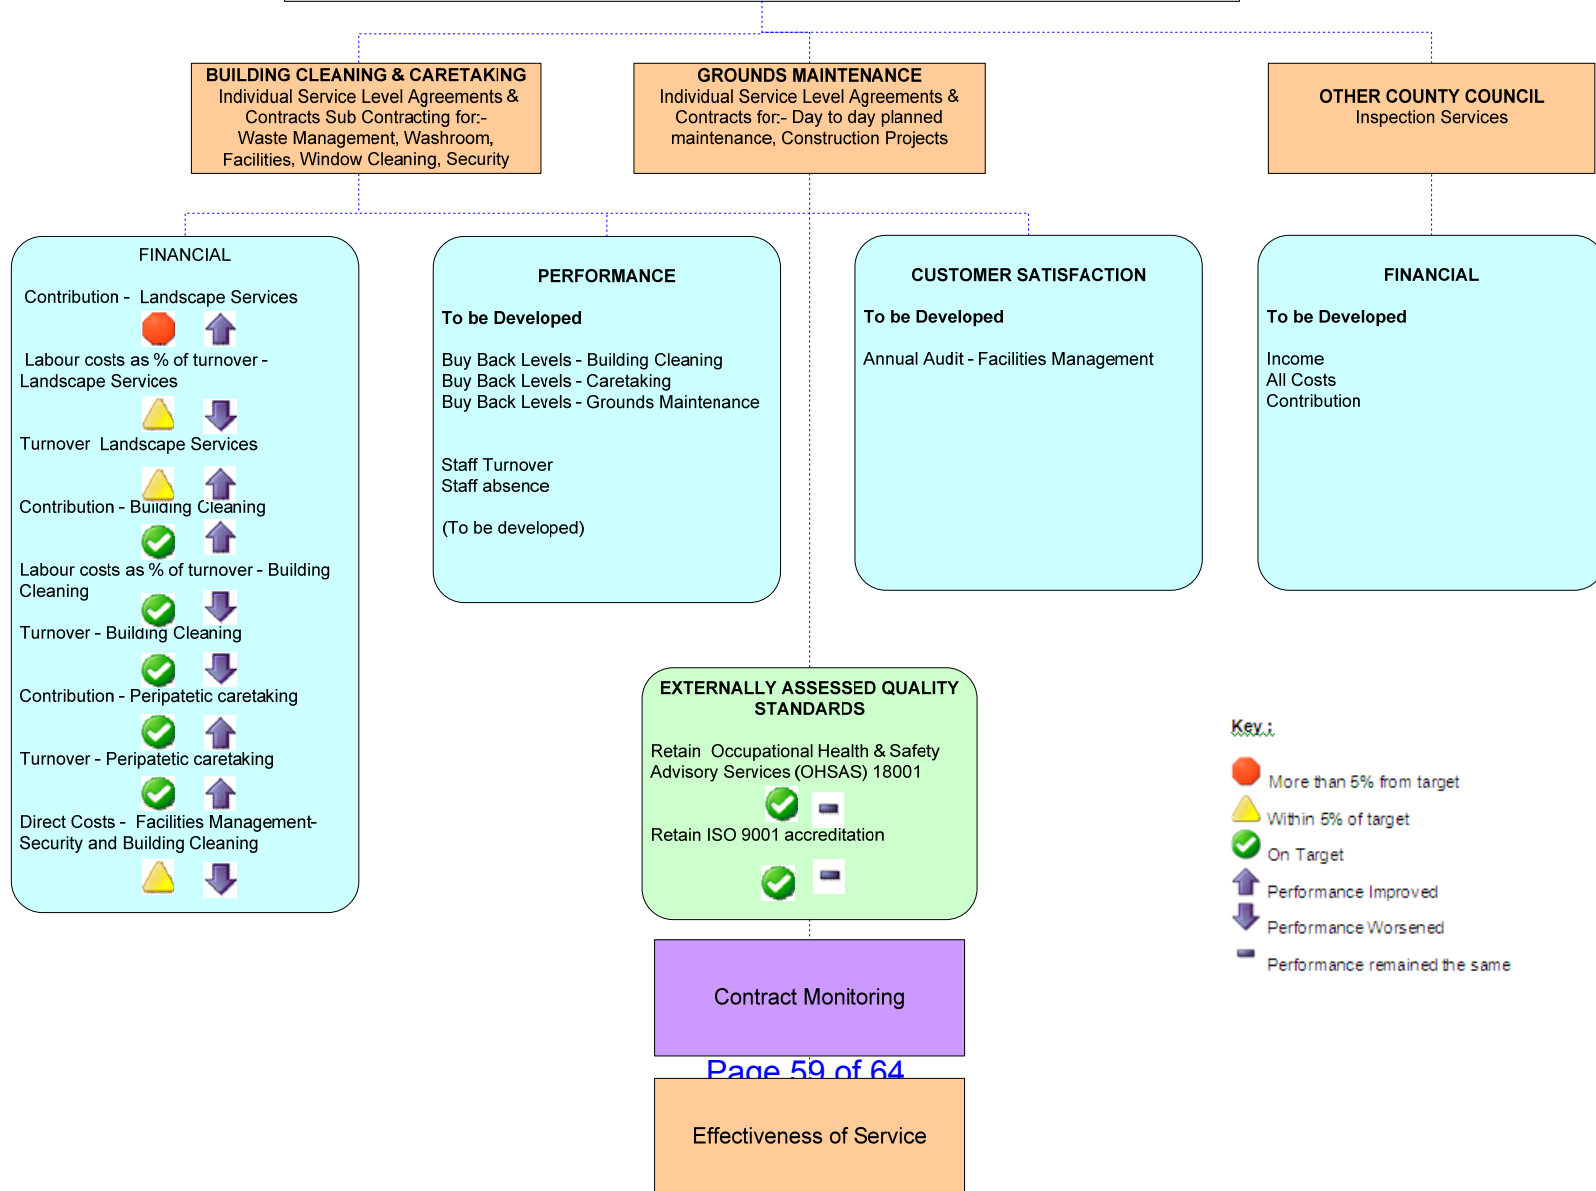 BUILDING CLEANING & CARETAKING
Individual Service Level Agreements &
Contracts Sub Contracting for:-
Waste Management, Washroom,
Facilities, Window Cleaning, Security
GROUNDS MAINTENANCE
Individual Service Level Agreements &
Contracts for:- Day to day planned
maintenance, Construction Projects
OTHER COUNTY COUNCIL
Inspection Services
FINANCIAL
Contribution - Landscape Services
Labour costs as % of turnover -
Landscape Services
Turnover Landscape Services
Contribution - Building Cleaning
Labour costs as % of turnover - Building
Cleaning
Turnover - Building Cleaning
Contribution - Peripatetic caretaking
Turnover - Peripatetic caretaking
Direct Costs - Facilities Management-
Security and Building Cleaning
PERFORMANCE
To be Developed
Buy Back Levels - Building Cleaning
Buy Back Levels - Caretaking
Buy Back Levels - Grounds Maintenance
Staff Turnover
Staff absence
(To be developed)
CUSTOMER SATISFACTION
To be Developed
Annual Audit - Facilities Management
FINANCIAL
To be Developed
Income
All Costs
Contribution
EXTERNALLY ASSESSED QUALITY
STANDARDS
Retain Occupational Health & Safety
Advisory Services (OHSAS) 18001
Retain ISO 9001 accreditation
Key :
More than 5% from target
Within 5% of target
On Target
Performance Improved
Performance Worsened
Performance remained the same
Contract Monitoring
Page 59 of 64
Effectiveness of Service